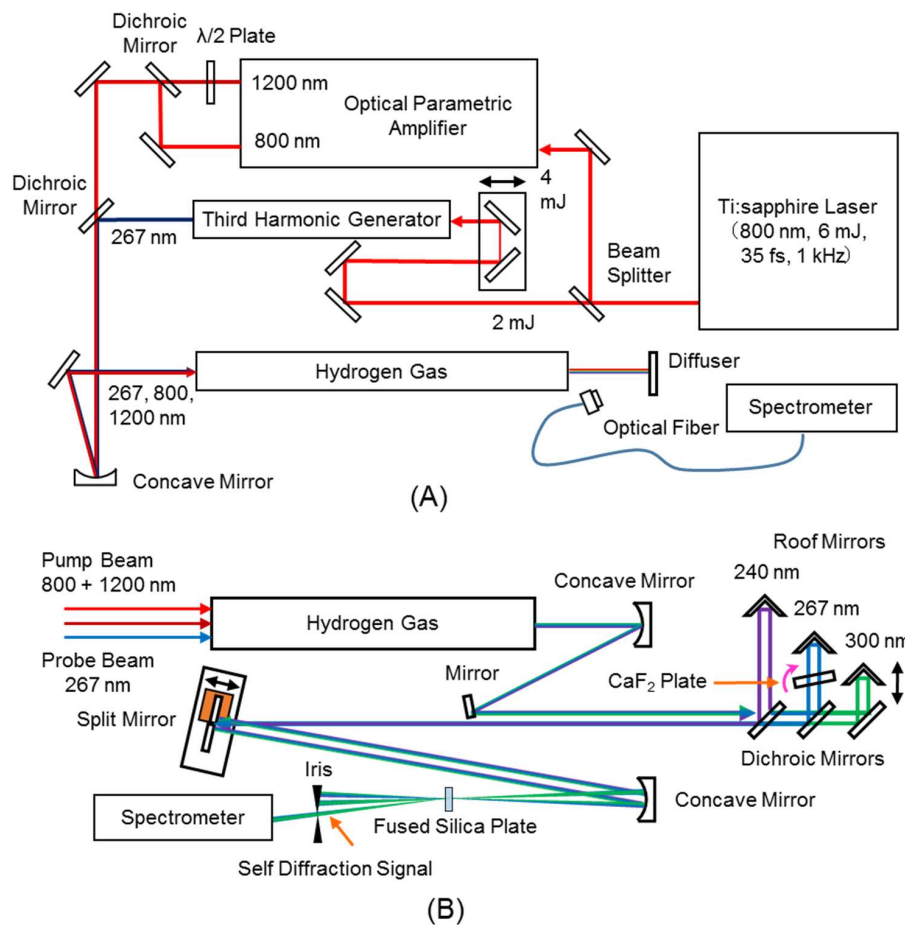 Dichroic
Mirror
λ/2 Plate
1200 nm
Optical Parametric
Amplifier
800 nm
Dichroic
Mirror
267 nm
Third Harmonic Generator
4
mJ
Ti:sapphire Laser
(800 nm, 6 mJ,
35 fs, 1 kHz)
Beam
Splitter
2 mJ
Hydrogen Gas
Diffuser
267, 800,
1200 nm
Optical Fiber
Spectrometer
Concave Mirror
(A)
Pump Beam
800 + 1200 nm
Hydrogen Gas
Concave Mirror
Roof Mirrors
240 nm
267 nm
300 nm
Probe Beam
267 nm
Mirror
CaF₂ Plate
Split Mirror
Dichroic Mirrors
Iris
Concave Mirror
Spectrometer
Fused Silica Plate
Self Diffraction Signal
(B)